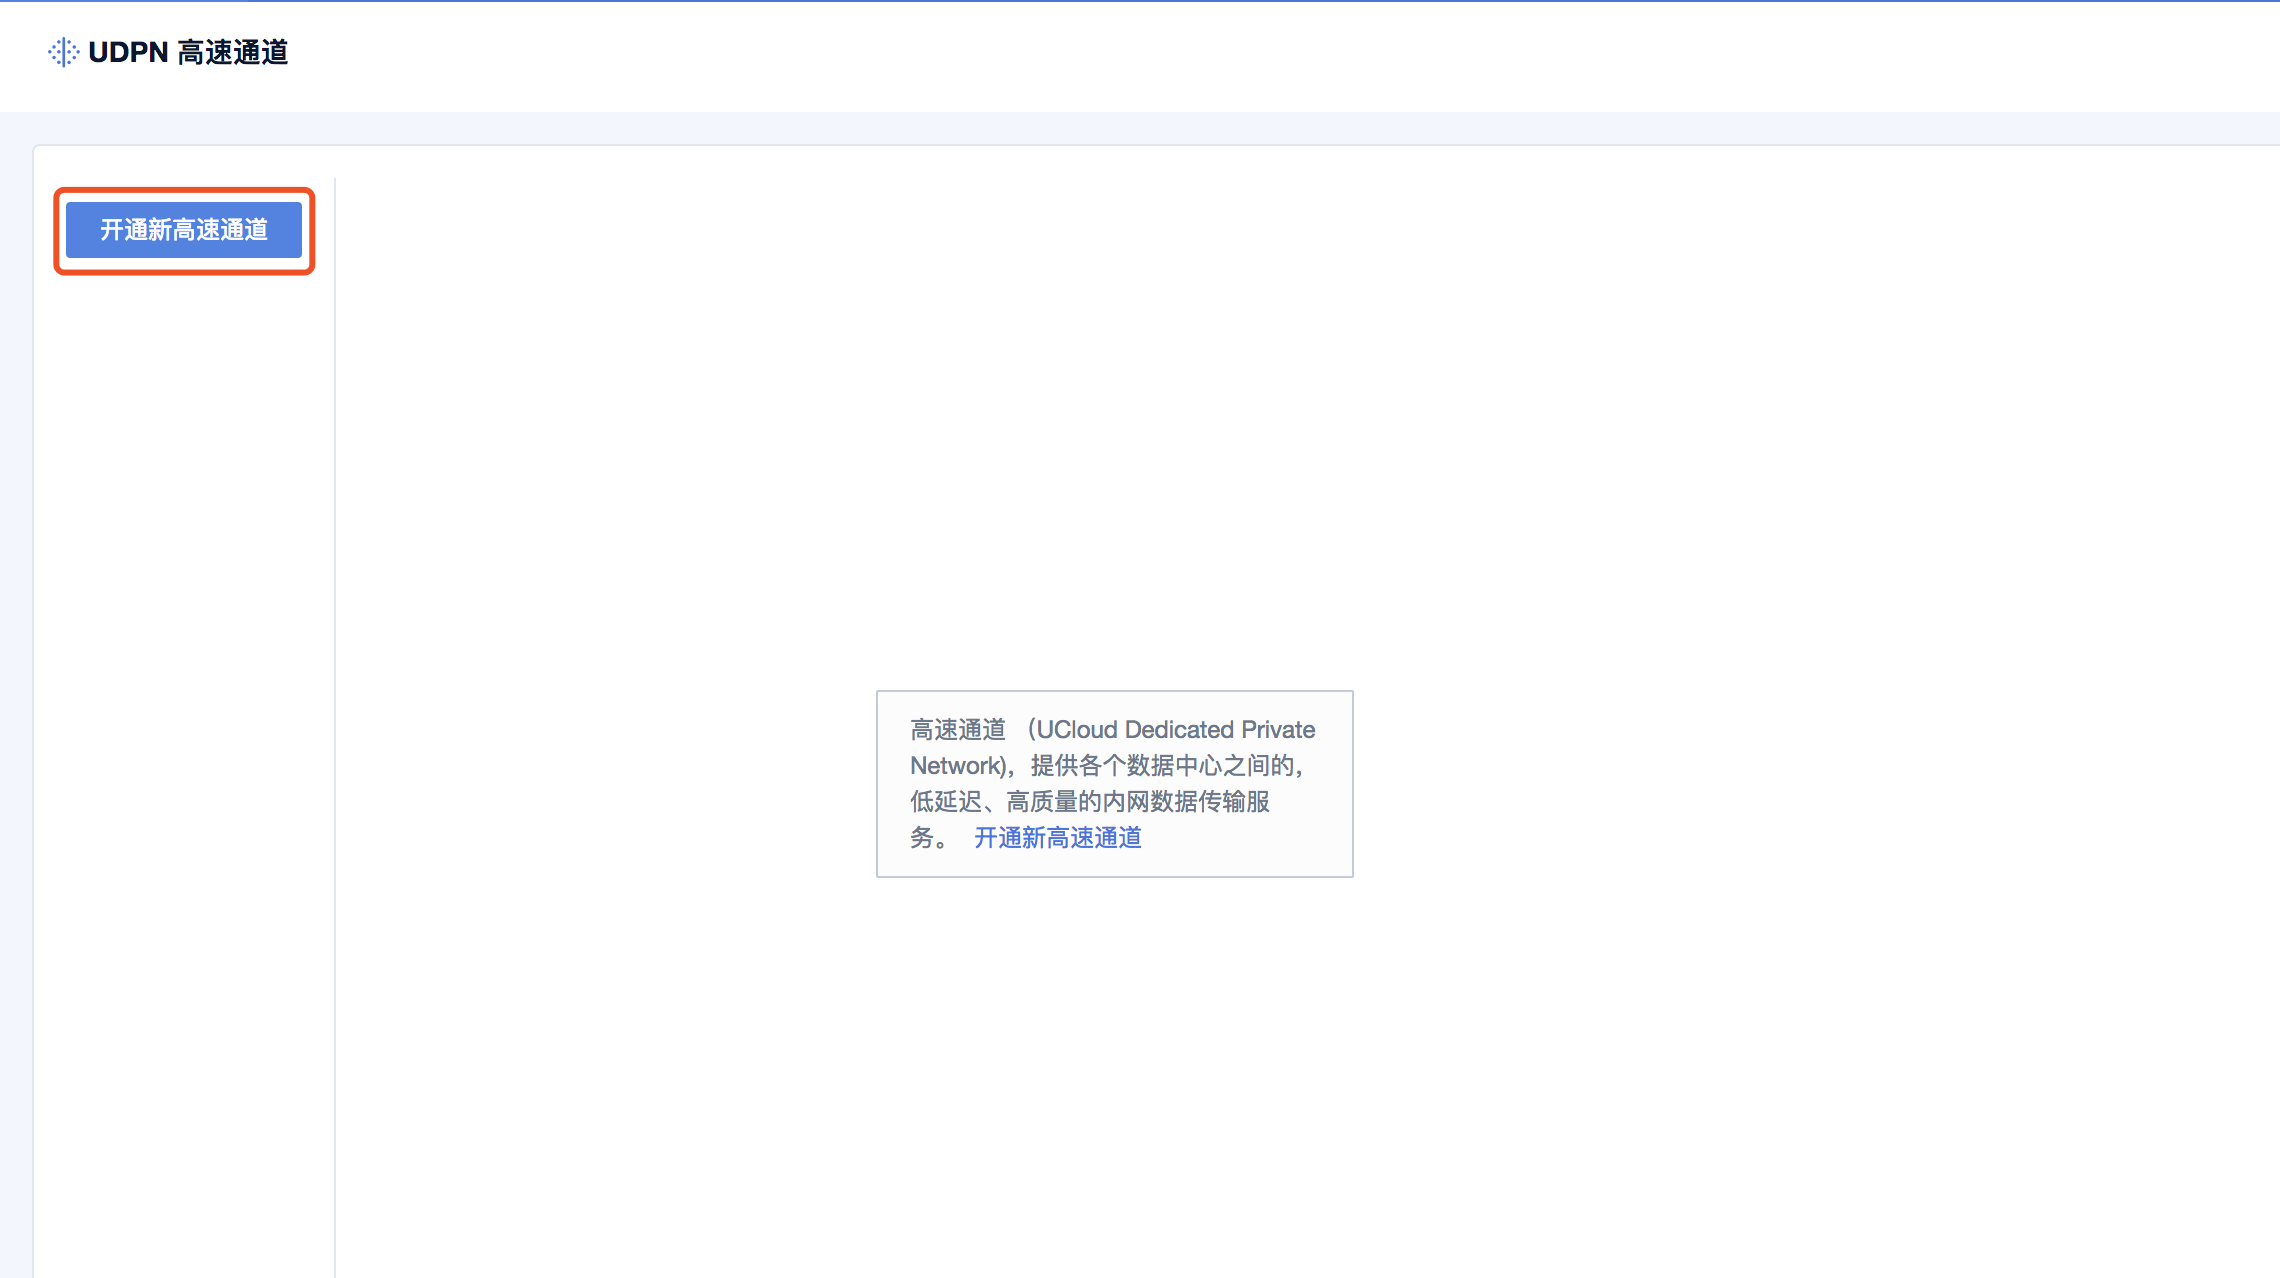 UDPN 高速通道
开通新高速通道
高速通道 （UCloud Dedicated Private
Network)，提供各个数据中心之间的，
低延迟、高质量的内网数据传输服
务。 开通新高速通道